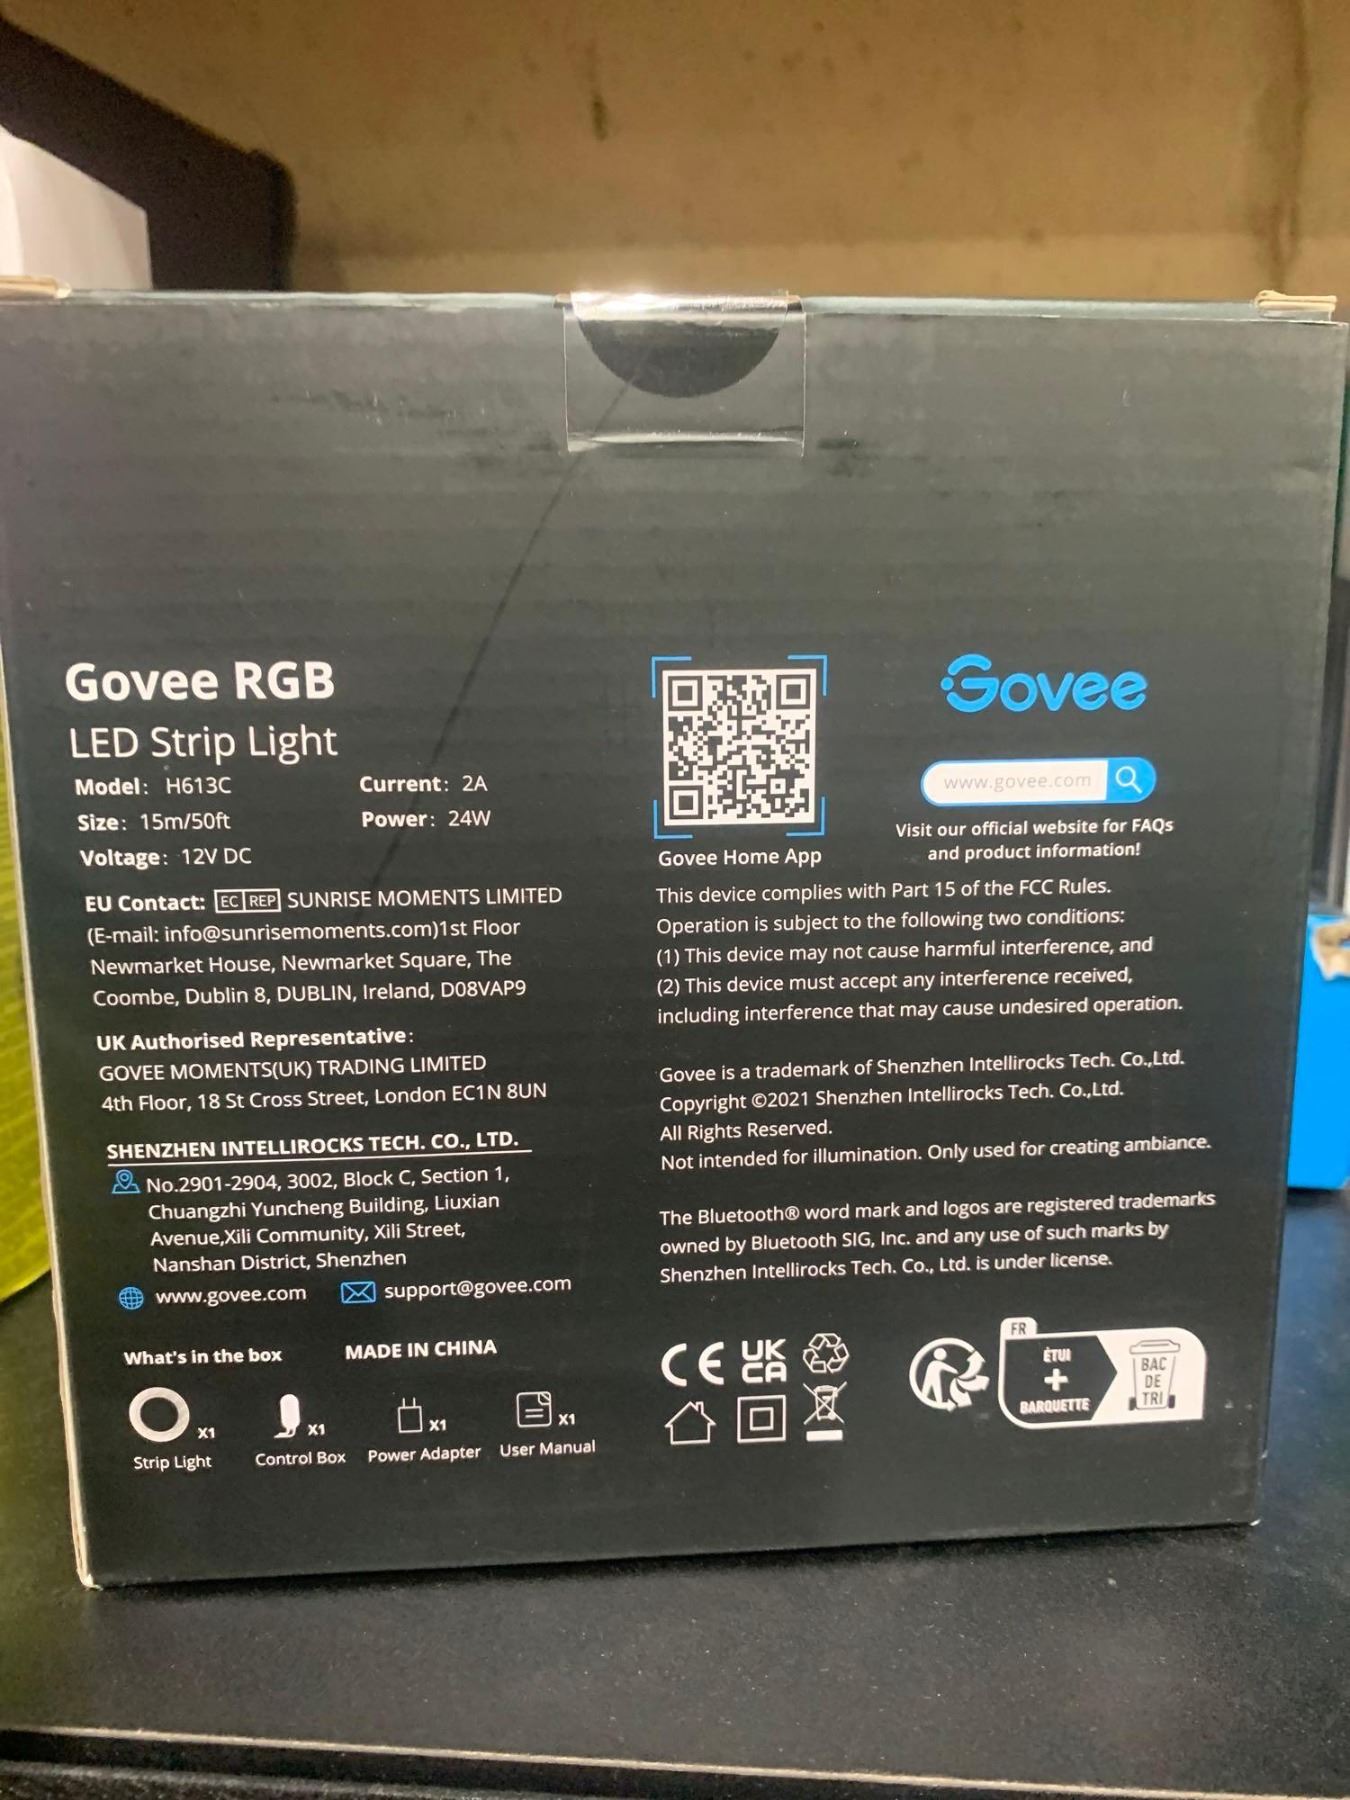 Govee RGB
LED Strip Light
Model: H613C
Current: 2A
Size: 15m/50ft
Power: 24W
Voltage: 12V DC
EU Contact: EC REP SUNRISE MOMENTS LIMITED
(E-mail: info@sunrisemoments.com)1st Floor
Newmarket House, Newmarket Square, The
Coombe, Dublin 8, DUBLIN, Ireland, D08VAP9
UK Authorised Representative:
GOVEE MOMENTS(UK) TRADING LIMITED
4th Floor, 18 St Cross Street, London EC1N 8UN
SHENZHEN INTELLIROCKS TECH. CO., LTD.
No.2901-2904, 3002, Block C, Section 1,
Chuangzhi Yuncheng Building, Liuxian
Avenue,Xili Community, Xili Street,
Nanshan District, Shenzhen
www.govee.com
support@govee.com
What's in the box
MADE IN CHINA
X1
Strip Light
X1
Control Box
X1
Power Adapter
X1
User Manual
Govee Home App
Govee
www.govee.com
Visit our official website for FAQs
and product information!
This device complies with Part 15 of the FCC Rules.
Operation is subject to the following two conditions:
(1) This device may not cause harmful interference, and
(2) This device must accept any interference received,
including interference that may cause undesired operation.
Govee is a trademark of Shenzhen Intellirocks Tech. Co.,Ltd.
Copyright ©2021 Shenzhen Intellirocks Tech. Co.,Ltd.
All Rights Reserved.
Not intended for illumination. Only used for creating ambiance.
The Bluetooth® word mark and logos are registered trademarks
owned by Bluetooth SIG, Inc. and any use of such marks by
Shenzhen Intellirocks Tech. Co., Ltd. is under license.
CE
UK
CA
FR
ÉTUI
+
BARQUETTE
BAC
DE
TRI